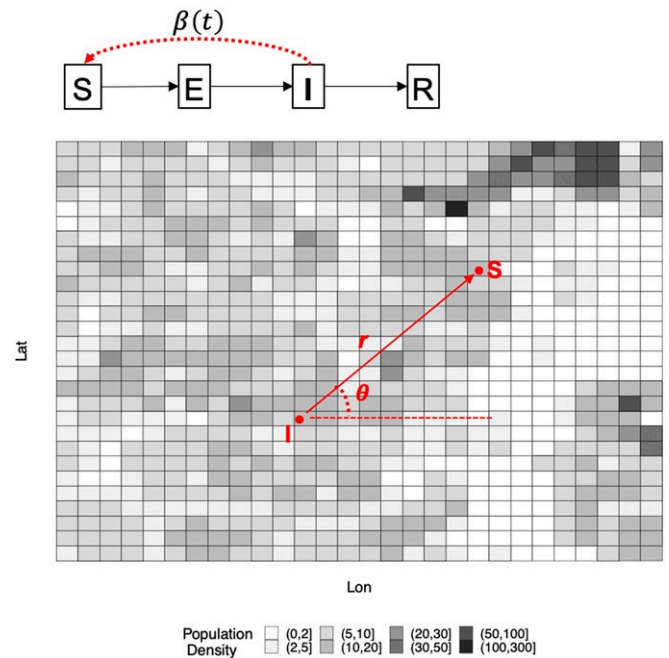 β(t)
S E I R
S
r
θ
I
Lat
Lon
Population (0,2] (5,10] (20,30] (50,100]
Density (2,5] (10,20] (30,50] (100,300]